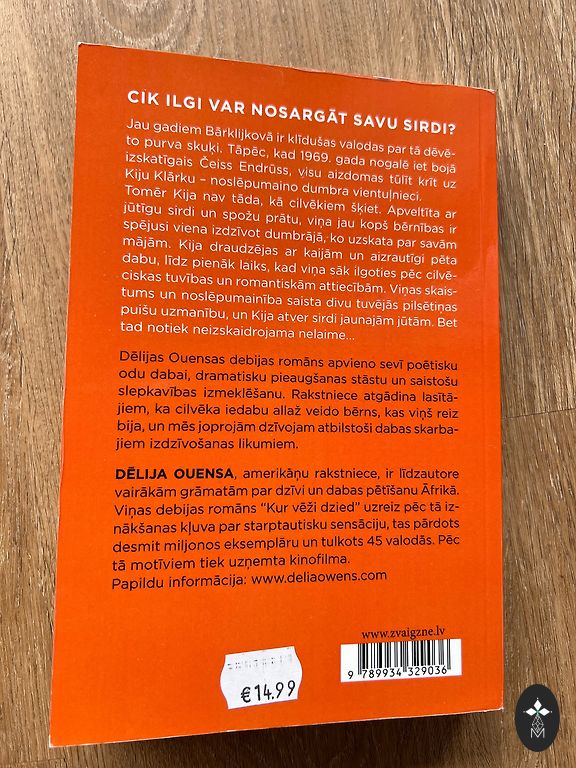 CIK ILGI VAR NOSARGĀT SAVU SIRDI?
Jau gadiem Bārklijkovā ir klīdušas valodas par tā dēvē-
to purva skuķi. Tāpēc, kad 1969. gada nogalē iet bojā
izskatīgais Čeiss Endrūss, visu aizdomas tūlīt krīt uz
Kiju Klārku – noslēpumaino dumbra vientuļnieci.
Tomēr Kija nav tāda, kā cilvēkiem šķiet. Apveltīta ar
jūtīgu sirdi un spožu prātu, viņa jau kopš bērnības ir
spējusi viena izdzīvot dumbrājā, ko uzskata par savām
mājām. Kija draudzējas ar kaijām un aizrautīgi pēta
dabu, līdz pienāk laiks, kad viņa sāk ilgoties pēc cilvē-
ciskas tuvības un romantiskām attiecībām. Viņas skais-
tums un noslēpumainība saista divu tuvējās pilsētiņas
puišu uzmanību, un Kija atver sirdi jaunajām jūtām. Bet
tad notiek neizskaidrojama nelaime...
Dēlijas Ouensas debijas romāns apvieno sevī poētisku
odu dabai, dramatisku pieaugšanas stāstu un saistošu
slepkavības izmeklēšanu. Rakstniece atgādina lasītā-
jiem, ka cilvēka iedabu allaž veido bērns, kas viņš reiz
bija, un mēs joprojām dzīvojam atbilstoši dabas skarba-
jiem izdzīvošanas likumiem.
DĒLIJA OUENSA, amerikāņu rakstniece, ir līdzautore
vairākām grāmatām par dzīvi un dabas pētīšanu Āfrikā.
Viņas debijas romāns “Kur vēži dzied” uzreiz pēc tā iz-
nākšanas kļuva par starptautisku sensāciju, tas pārdots
desmit miljonos eksemplāru un tulkots 45 valodās. Pēc
tā motīviem tiek uzņemta kinofilma.
Papildu informācija: www.deliaowens.com
www.zvaigzne.lv
9 789934 329036
€14.99